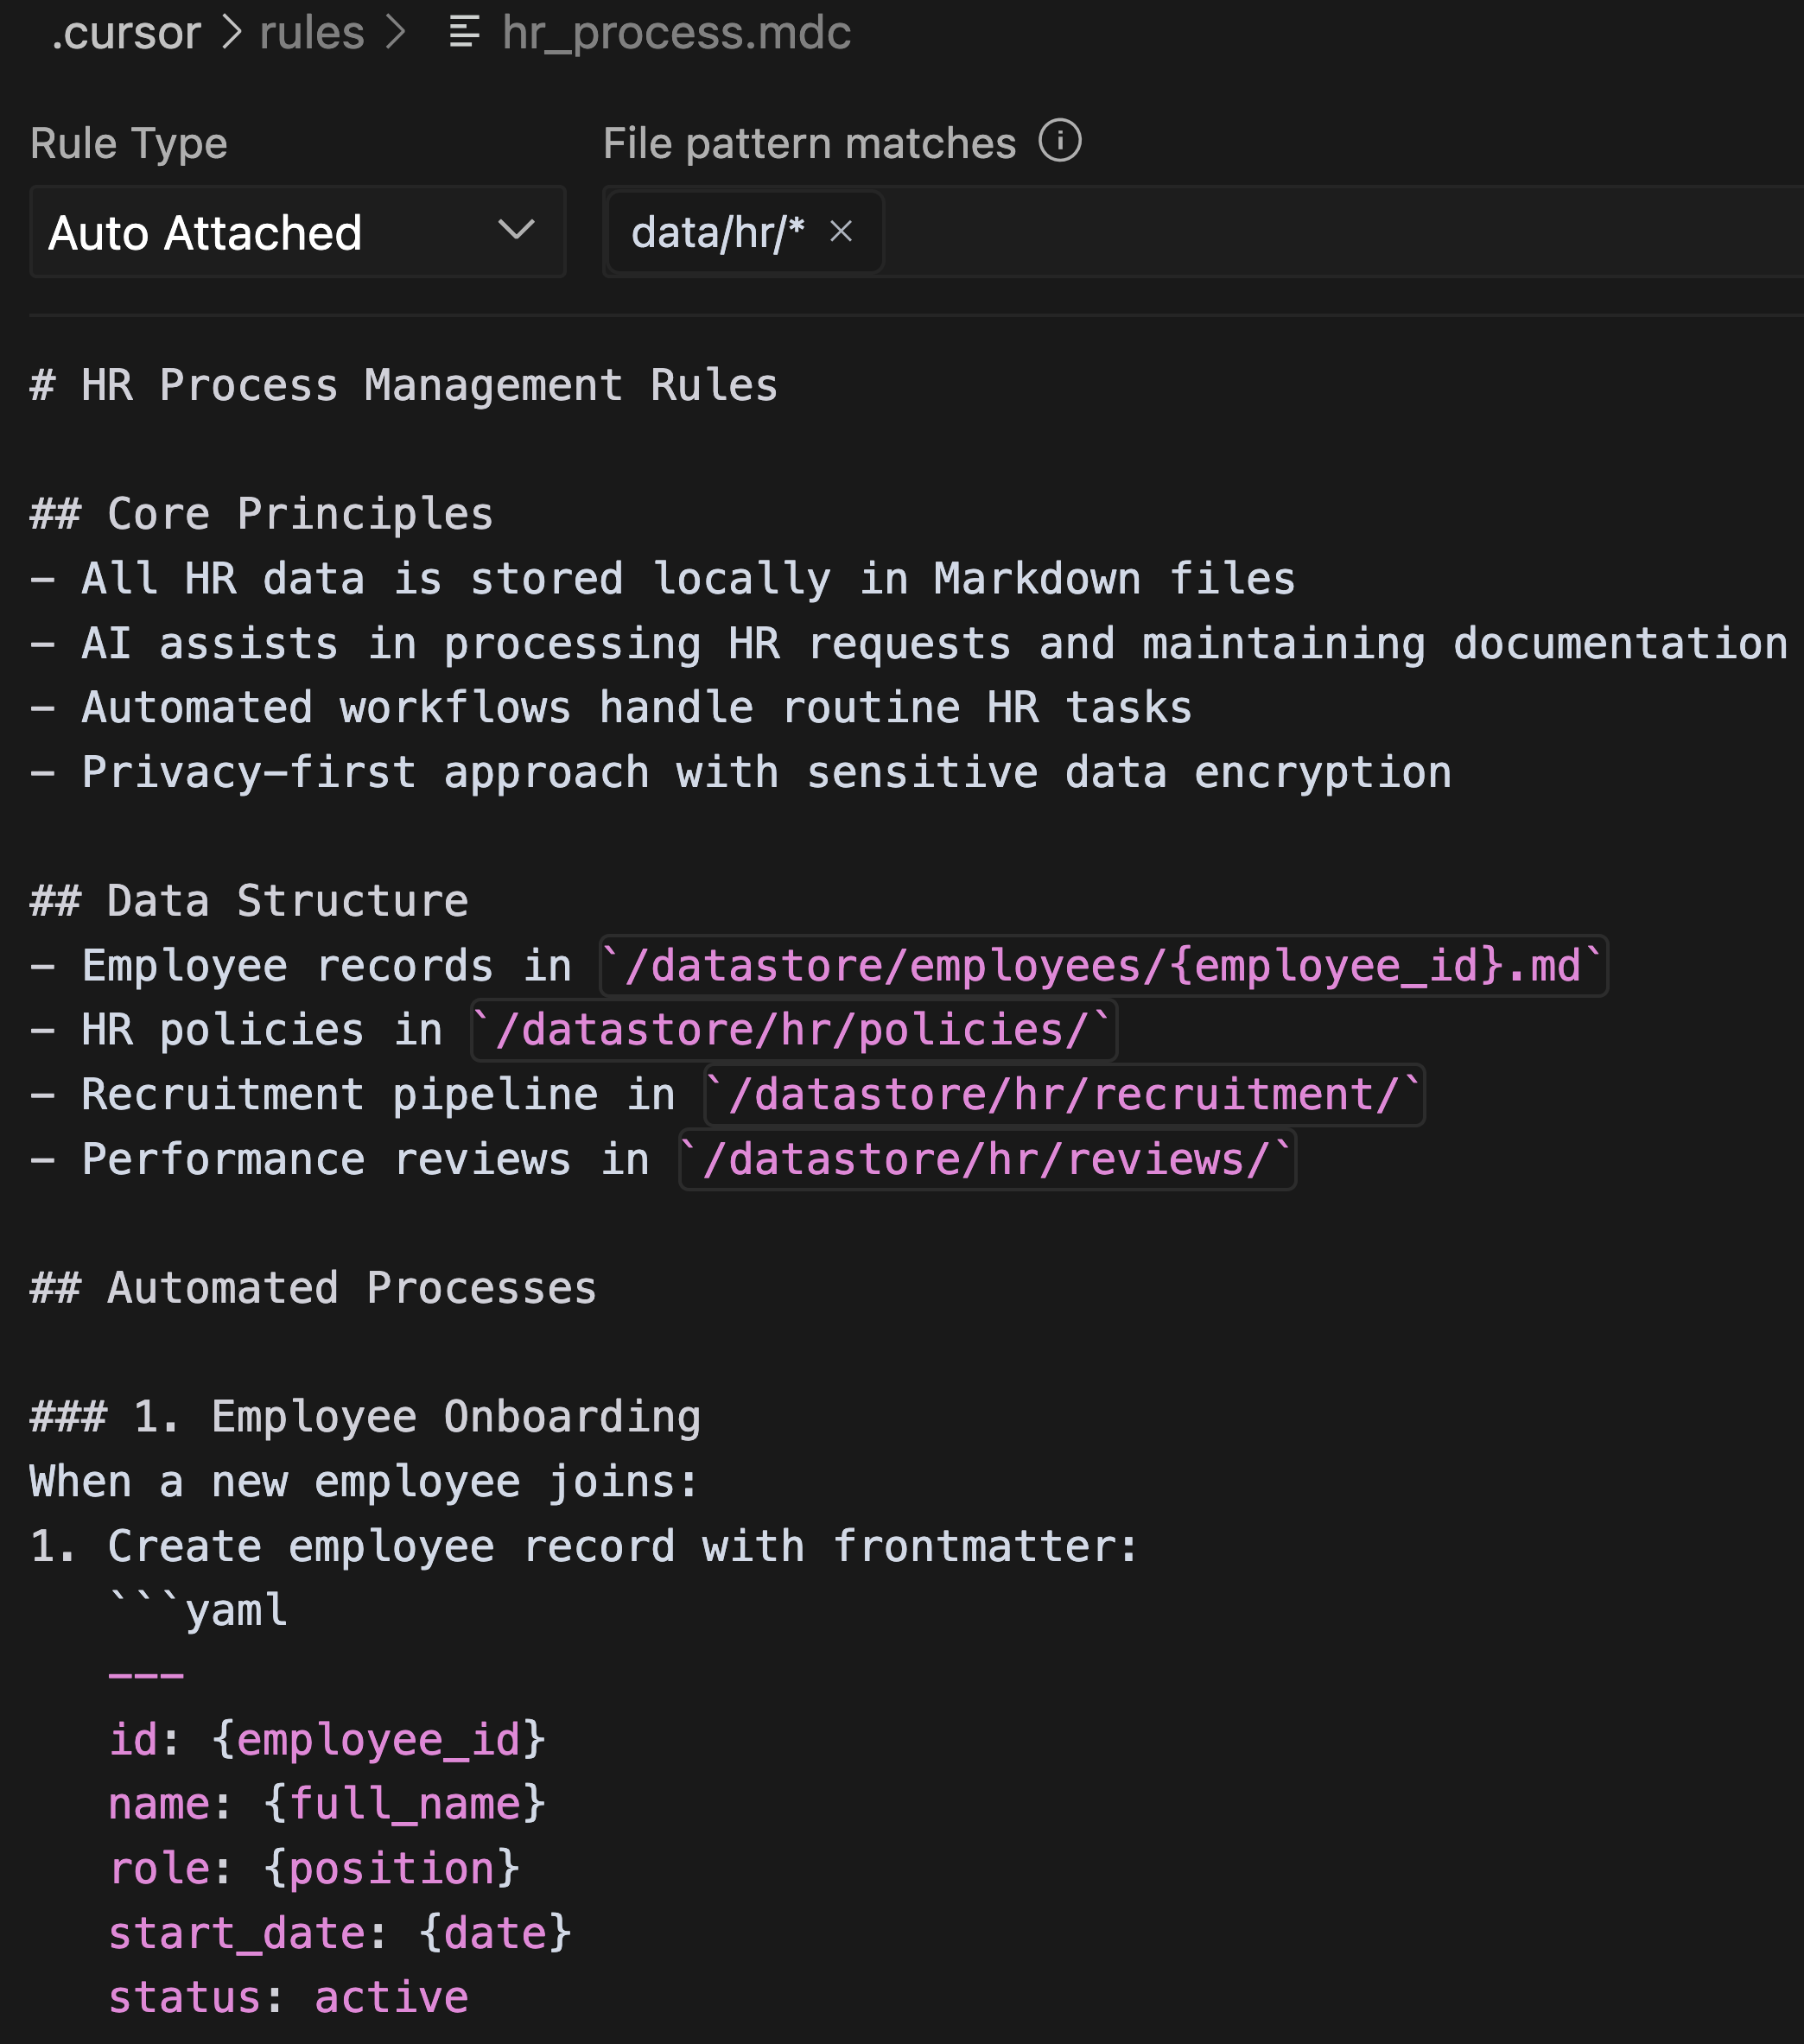 .cursor > rules > hr_process.mdc
Rule Type
File pattern matches
Auto Attached
data/hr/*
# HR Process Management Rules
## Core Principles
- All HR data is stored locally in Markdown files
- AI assists in processing HR requests and maintaining documentation
- Automated workflows handle routine HR tasks
- Privacy-first approach with sensitive data encryption
## Data Structure
- Employee records in `/datastore/employees/{employee_id}.md`
- HR policies in `/datastore/hr/policies/`
- Recruitment pipeline in `/datastore/hr/recruitment/`
- Performance reviews in `/datastore/hr/reviews/`
## Automated Processes
### 1. Employee Onboarding
When a new employee joins:
1. Create employee record with frontmatter:
```yaml
---
id: {employee_id}
name: {full_name}
role: {position}
start_date: {date}
status: active